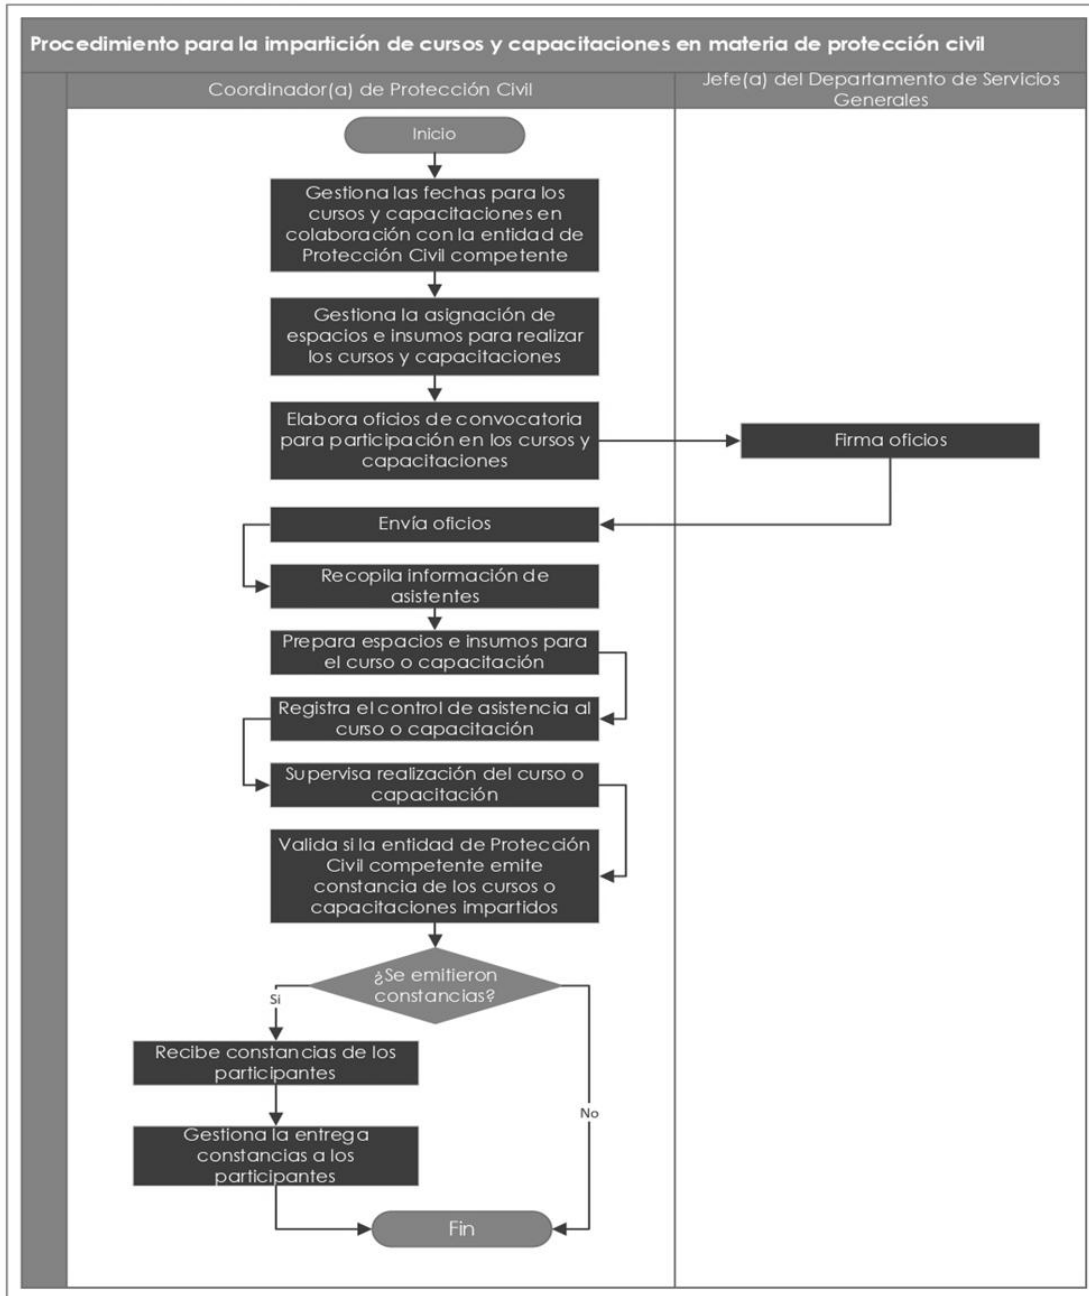 Procedimiento para la impartición de cursos y capacitaciones en materia de protección civil
Coordinador(a) de Protección Civil
Jefe(a) del Departamento de Servicios
Generales
Inicio
Gestiona las fechas para los
cursos y capacitaciones en
colaboración con la entidad de
Protección Civil competente
Gestiona la asignación de
espacios e insumos para realizar
los cursos y capacitaciones
Elabora oficios de convocatoria
para participación en los cursos y
capacitaciones
Firma oficios
Envía oficios
Recopila información de
asistentes
Prepara espacios e insumos para
el curso o capacitación
Registra el control de asistencia al
curso o capacitación
Supervisa realización del curso o
capacitación
Valida si la entidad de Protección
Civil competente emite
constancia de los cursos o
capacitaciones impartidos
¿Se emitieron
constancias?
Si
Recibe constancias de los
participantes
No
Gestiona la entrega
constancias a los
participantes
Fin